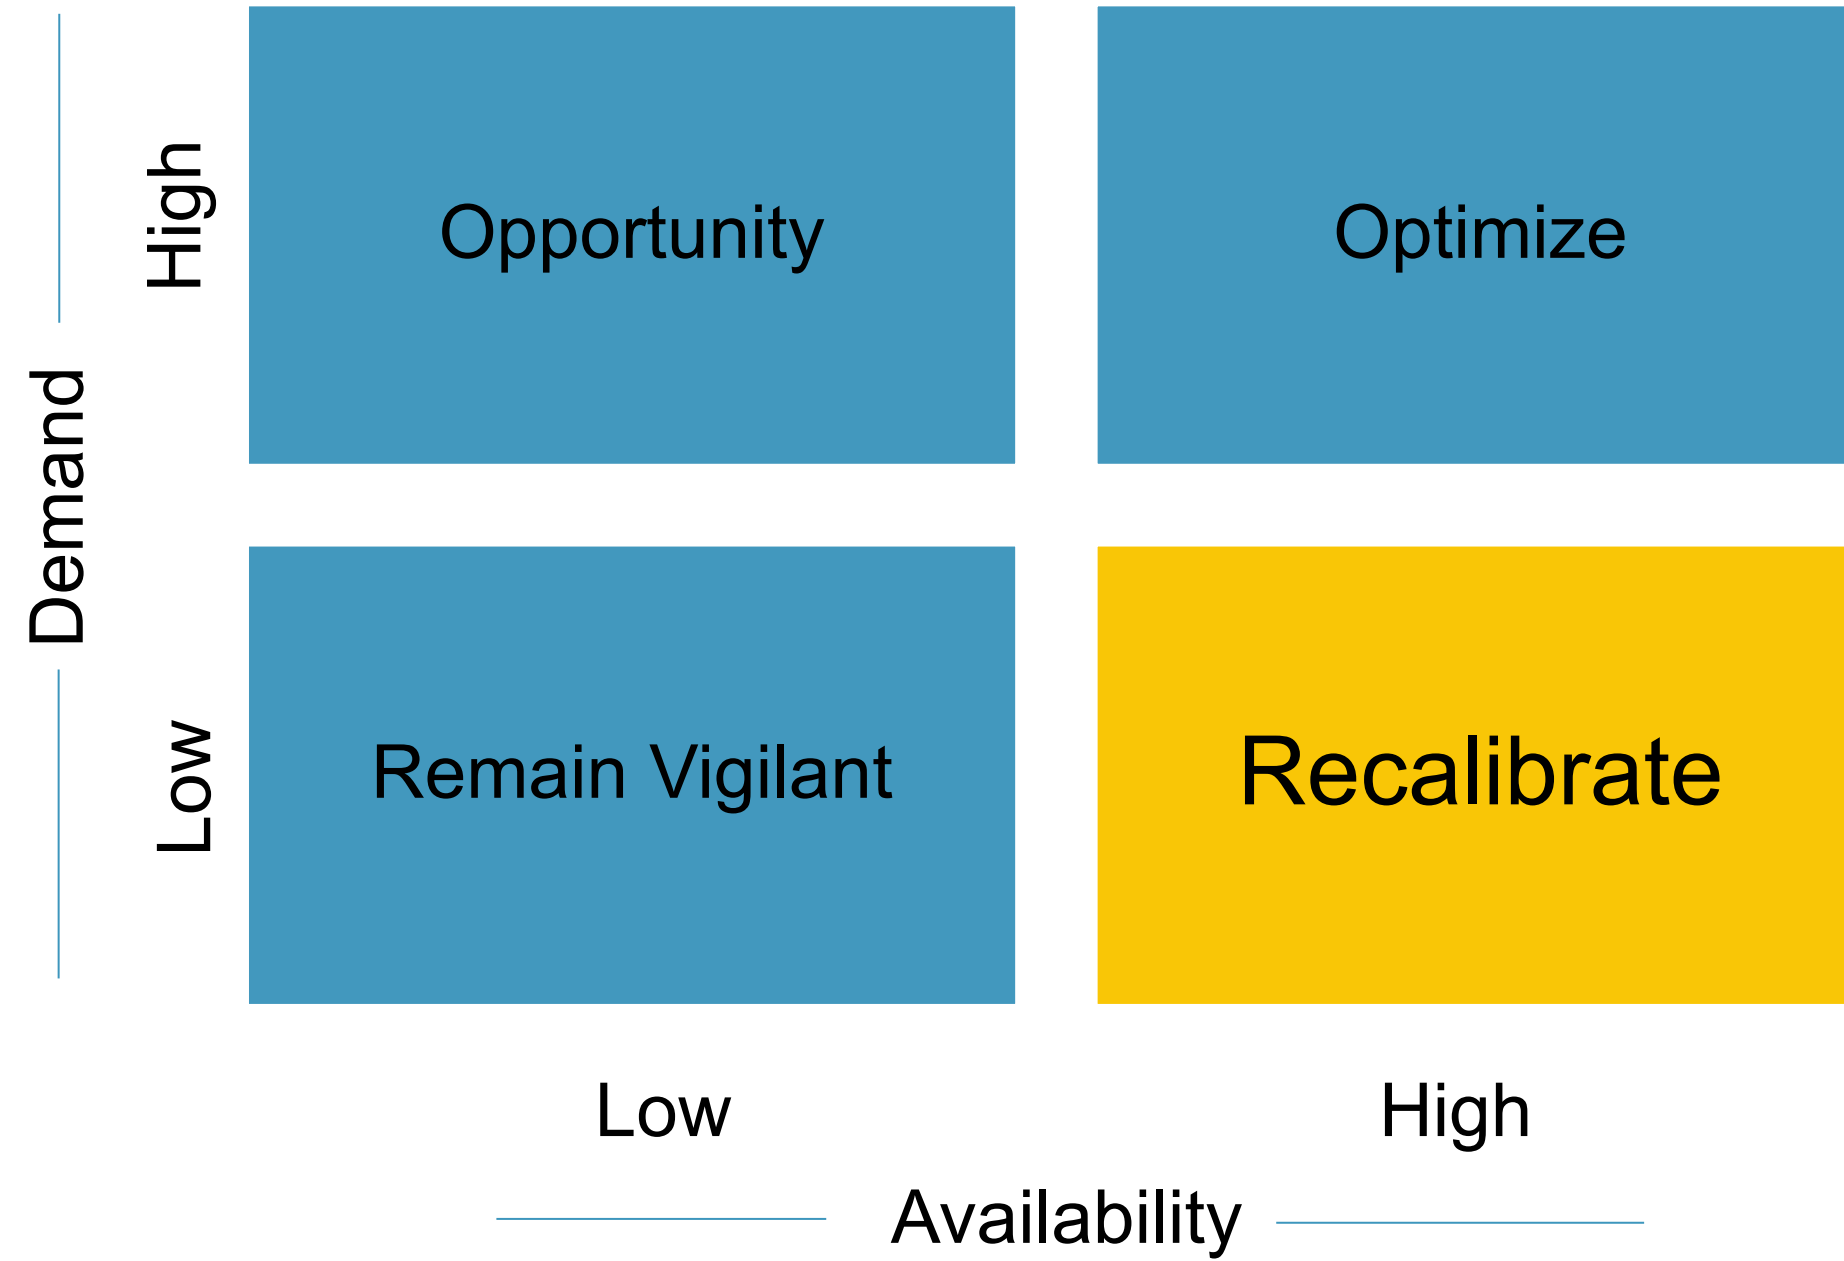 High
Opportunity
Optimize
Demand
Low
Remain Vigilant
Recalibrate
Low
High
Availability